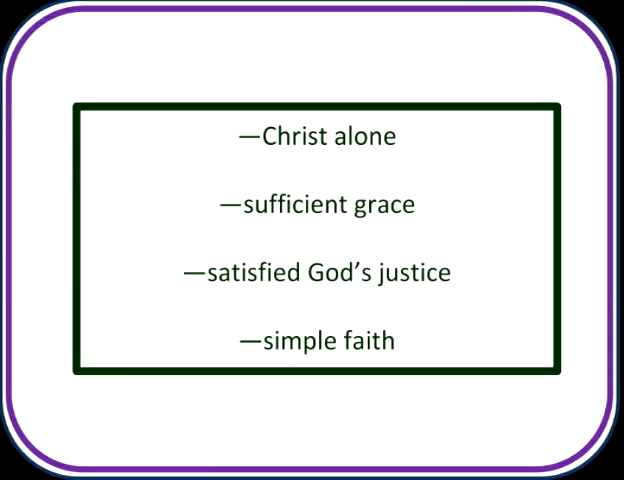 —Christ alone
—sufficient grace
—satisfied God’s justice
—simple faith